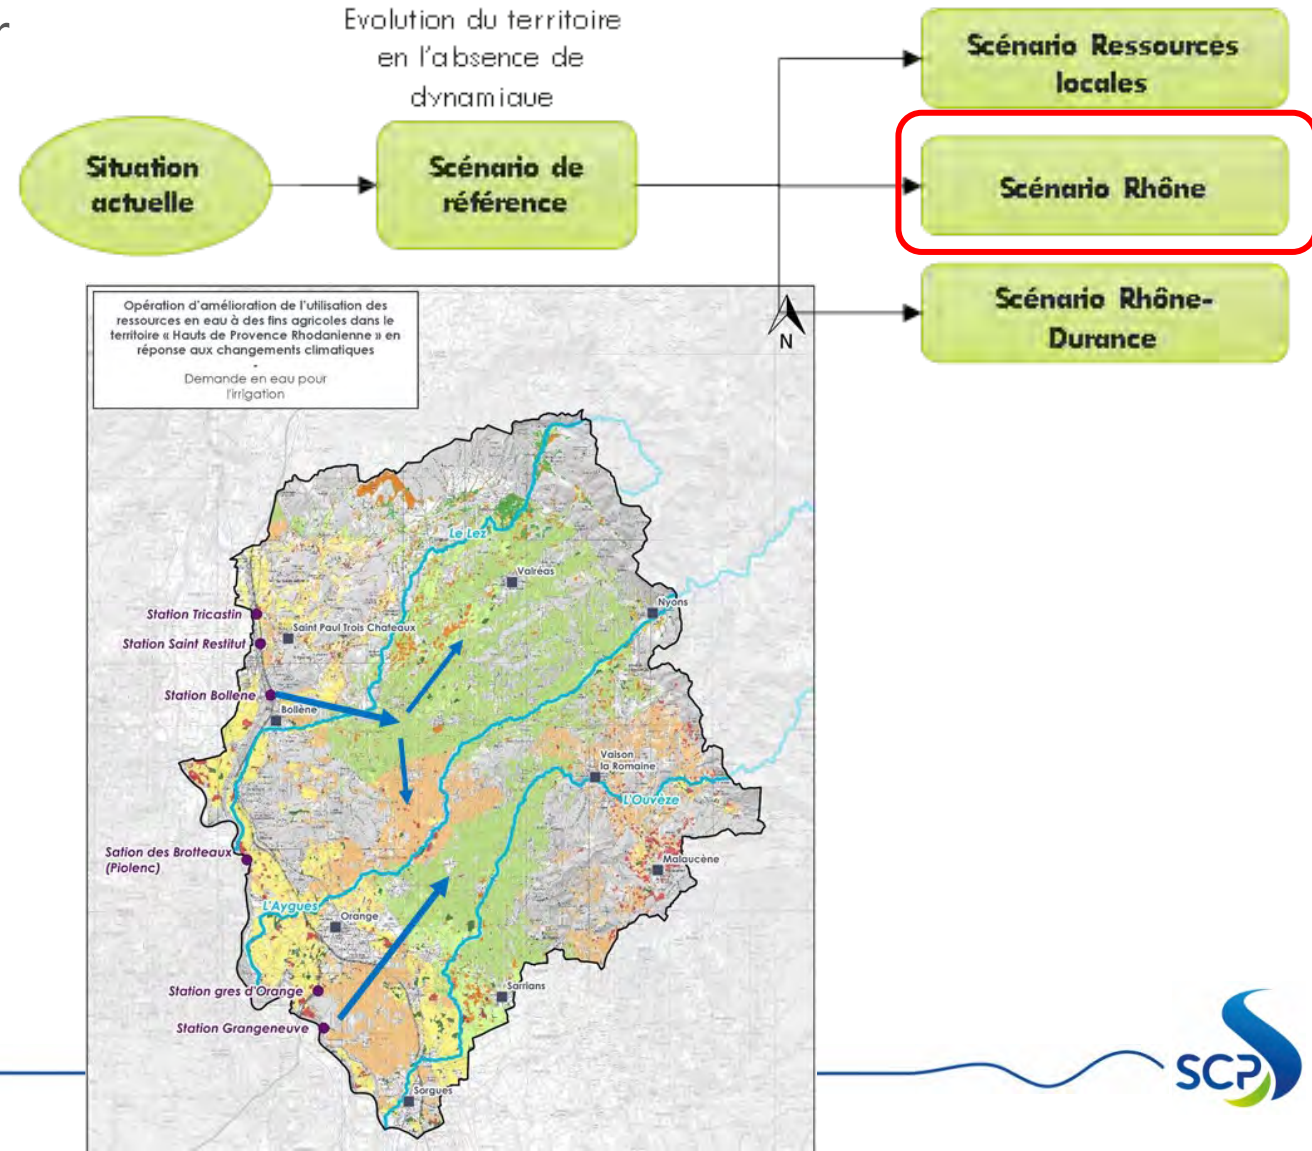 r
Evolution du territoire
en l'absence de
dynamique
Situation
actuelle
Scénario de
référence
Scénario Ressources
locales
Scénario Rhône
Scénario Rhône-
Durance
Opération d'amélioration de l'utilisation des
ressources en eau à des fins agricoles dans le
territoire « Hauts de Provence Rhodanienne » en
réponse aux changements climatiques
-
Demande en eau pour
l'irrigation
N
Le Lez
Valréas
Nyons
Station Tricastin
Saint Paul Trois Chateaux
Station Saint Restitut
Station Bollene
Bollène
Vaison
la Romaine
L'Ouvèze
Sation des Brotteaux
(Piolenc)
Malaucène
L'Aygues
Orange
Station gres d'Orange
Sarrians
Station Grangeneuve
Sorgues
SCP